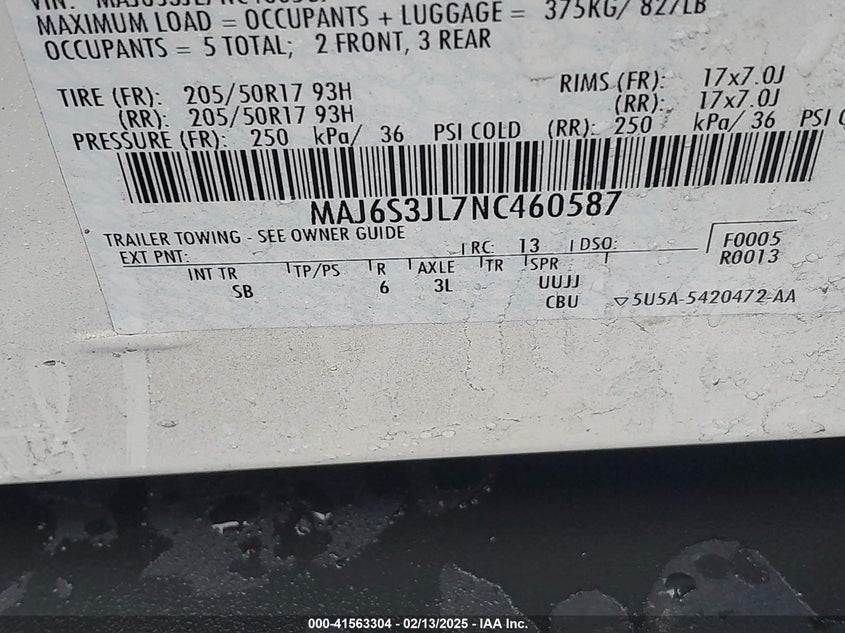 MAXIMUM LOAD = OCCUPANTS + LUGGAGE = 375KG/ 827LB
OCCUPANTS = 5 TOTAL; 2 FRONT, 3 REAR
TIRE (FR): 205/50R17 93H RIMS (FR): 17x7.0J
(RR): 205/50R17 93H (RR): 17x7.0J
PRESSURE (FR): 250 kPa/ 36 PSI COLD (RR): 250 kPa/ 36 PSI
MAJ6S3JL7NC460587
TRAILER TOWING - SEE OWNER GUIDE
EXT PNT: RC: 13 DSO: F0005
R0013
INT TR TP/PS R AXLE TR SPR
SB 6 3L UUJJ
CBU ▽5U5A-5420472-AA
000-41563304 / 02/13/2025 - IAA Inc.